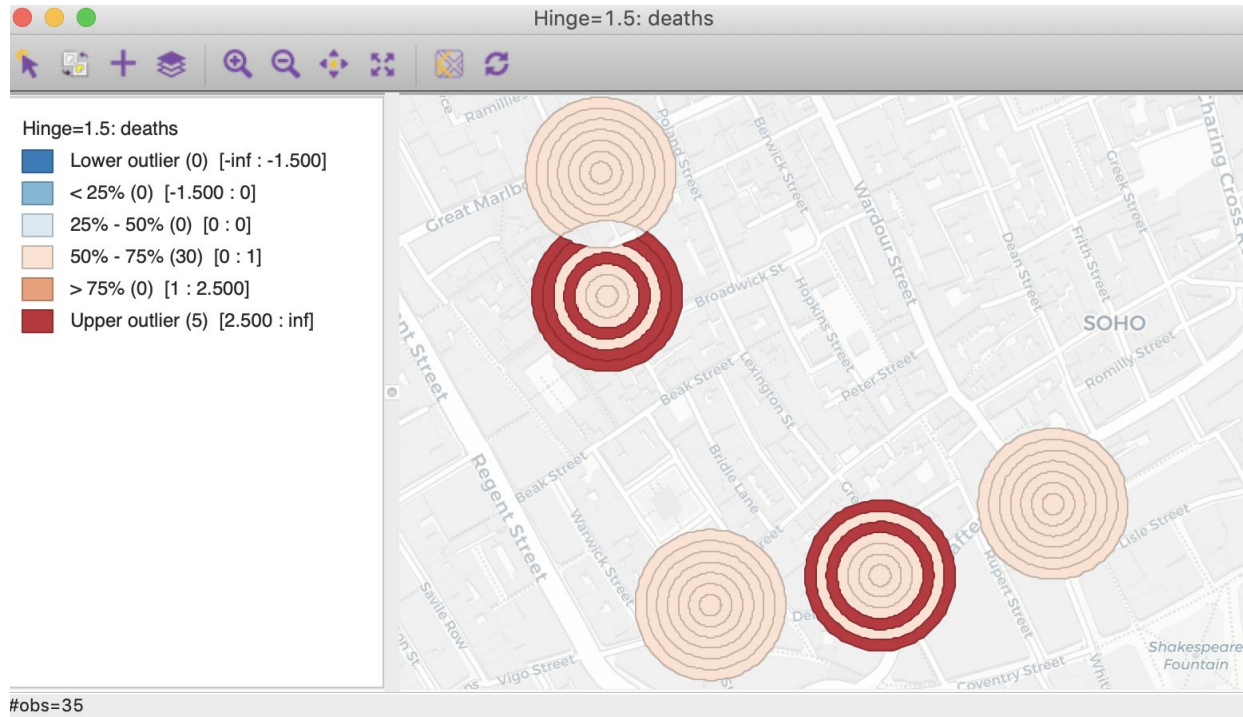 Hinge=1.5: deaths
Hinge=1.5: deaths
Lower outlier (0) [-inf : -1.500]
< 25% (0) [-1.500 : 0]
25% - 50% (0) [0 : 0]
50% - 75% (30) [0 : 1]
> 75% (0) [1 : 2.500]
Upper outlier (5) [2.500 : inf]
Ramillies
Poland Street
Berwick Street
Great Marlbo
Wardour Street
Greek Street
Charing Cross R
Frith Street
Dean Street
Broadwick St
Hopkins Street
SOHO
Romilly Street
Peter Street
Lexington St
Beak Street
Regent Street
Bridle Lane
Beak Street
Warwick Street
Lisle Street
Rupert Street
Savile Row
Vigo Street
Coventry Street
Shakespeare
Fountain
#obs=35